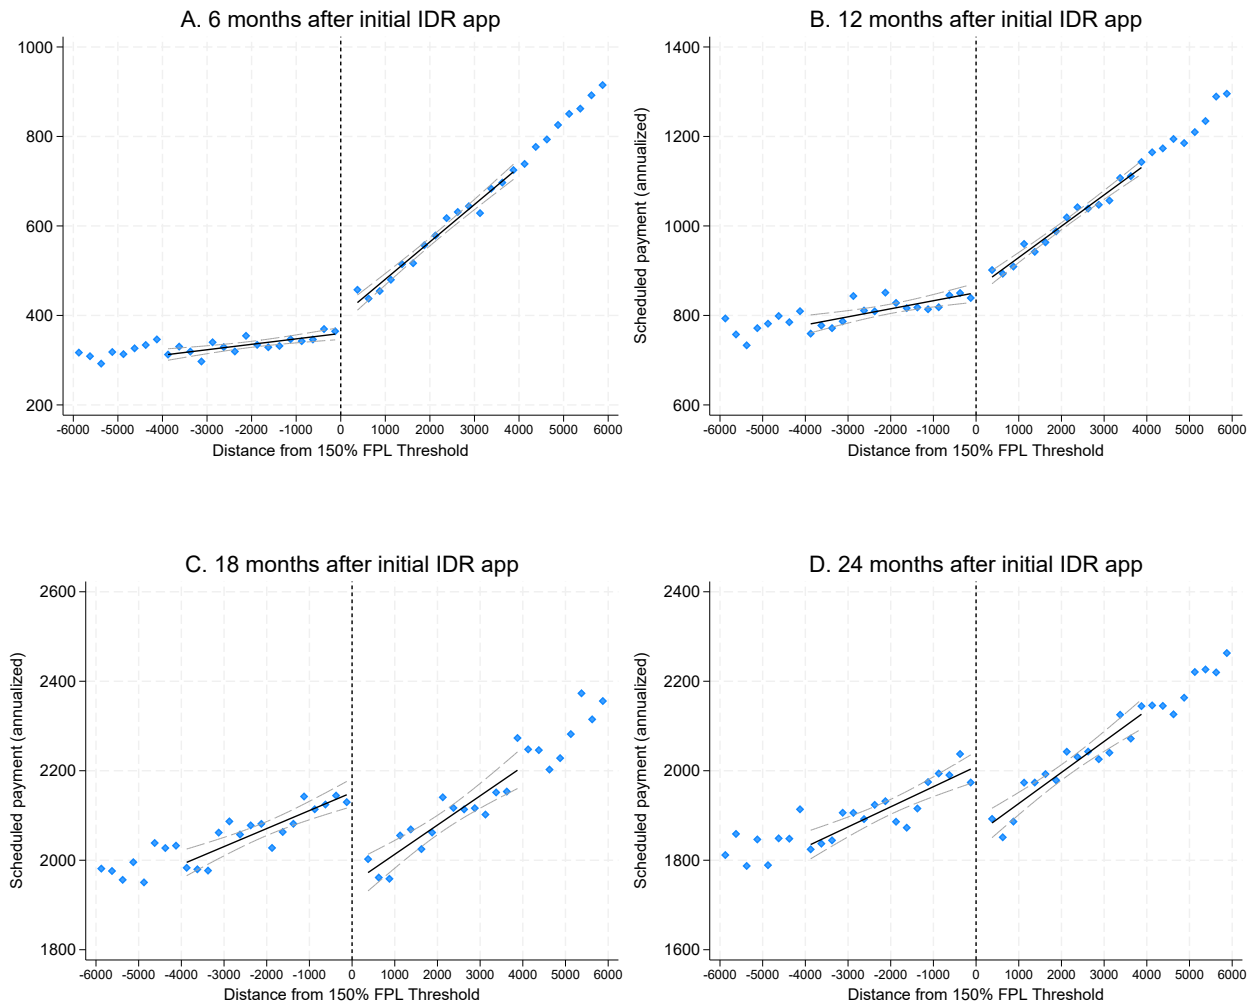 A. 6 months after initial IDR app
1000
800
600
400
200
-6000 -5000 -4000 -3000 -2000 -1000 0 1000 2000 3000 4000 5000 6000
Distance from 150% FPL Threshold
B. 12 months after initial IDR app
Scheduled payment (annualized)
1400
1200
1000
800
600
-6000 -5000 -4000 -3000 -2000 -1000 0 1000 2000 3000 4000 5000 6000
Distance from 150% FPL Threshold
C. 18 months after initial IDR app
Scheduled payment (annualized)
2600
2400
2200
2000
1800
-6000 -5000 -4000 -3000 -2000 -1000 0 1000 2000 3000 4000 5000 6000
Distance from 150% FPL Threshold
D. 24 months after initial IDR app
Scheduled payment (annualized)
2400
2200
2000
1800
1600
-6000 -5000 -4000 -3000 -2000 -1000 0 1000 2000 3000 4000 5000 6000
Distance from 150% FPL Threshold